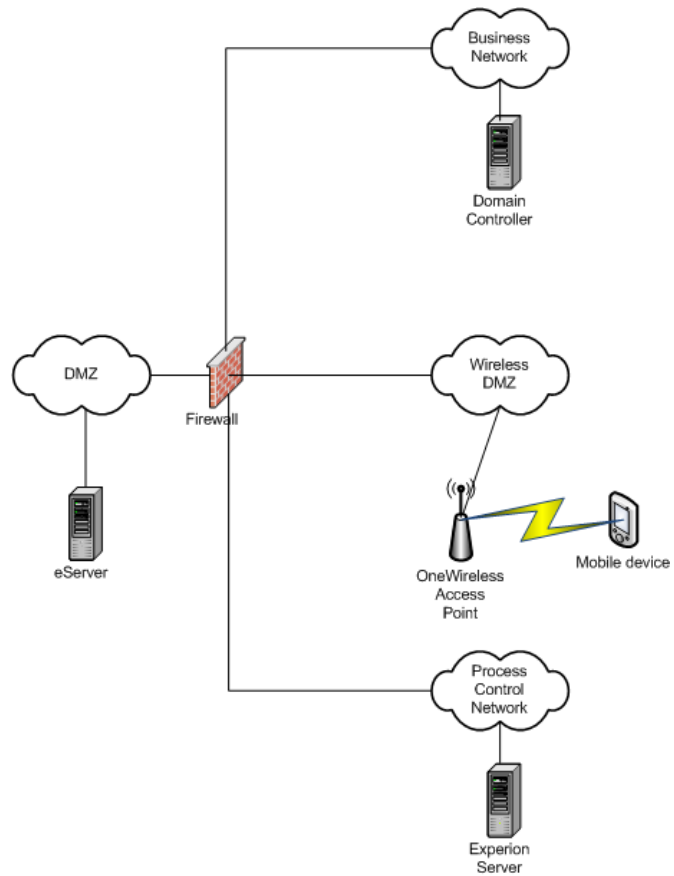 Business
Network
Domain
Controller
DMZ
Firewall
Wireless
DMZ
eServer
OneWireless
Access
Point
Mobile device
Process
Control
Network
Experion
Server